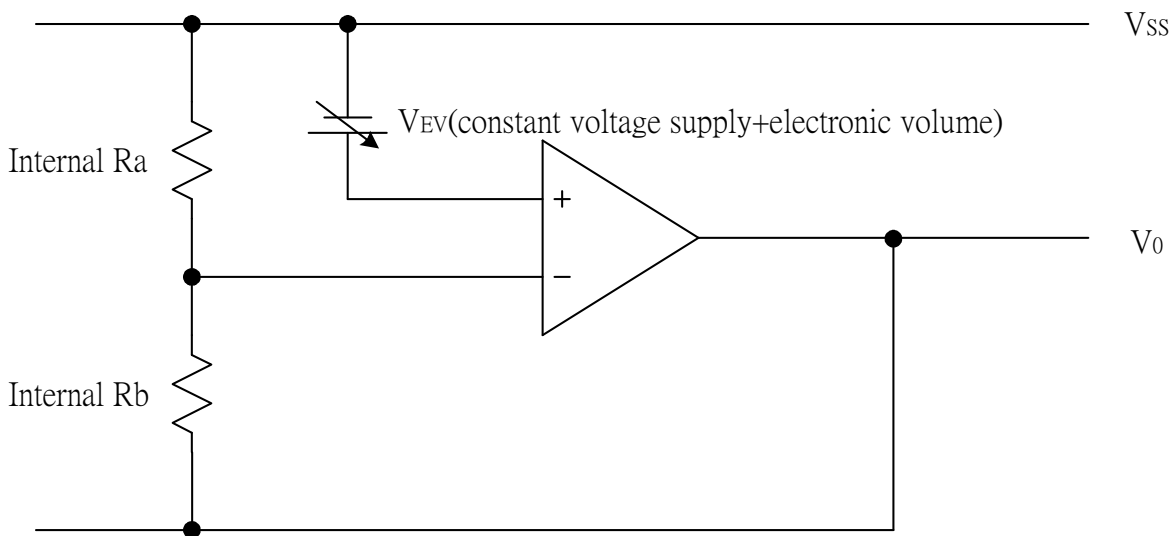 VSS
VEV(constant voltage supply+electronic volume)
Internal Ra
+
V0
−
Internal Rb